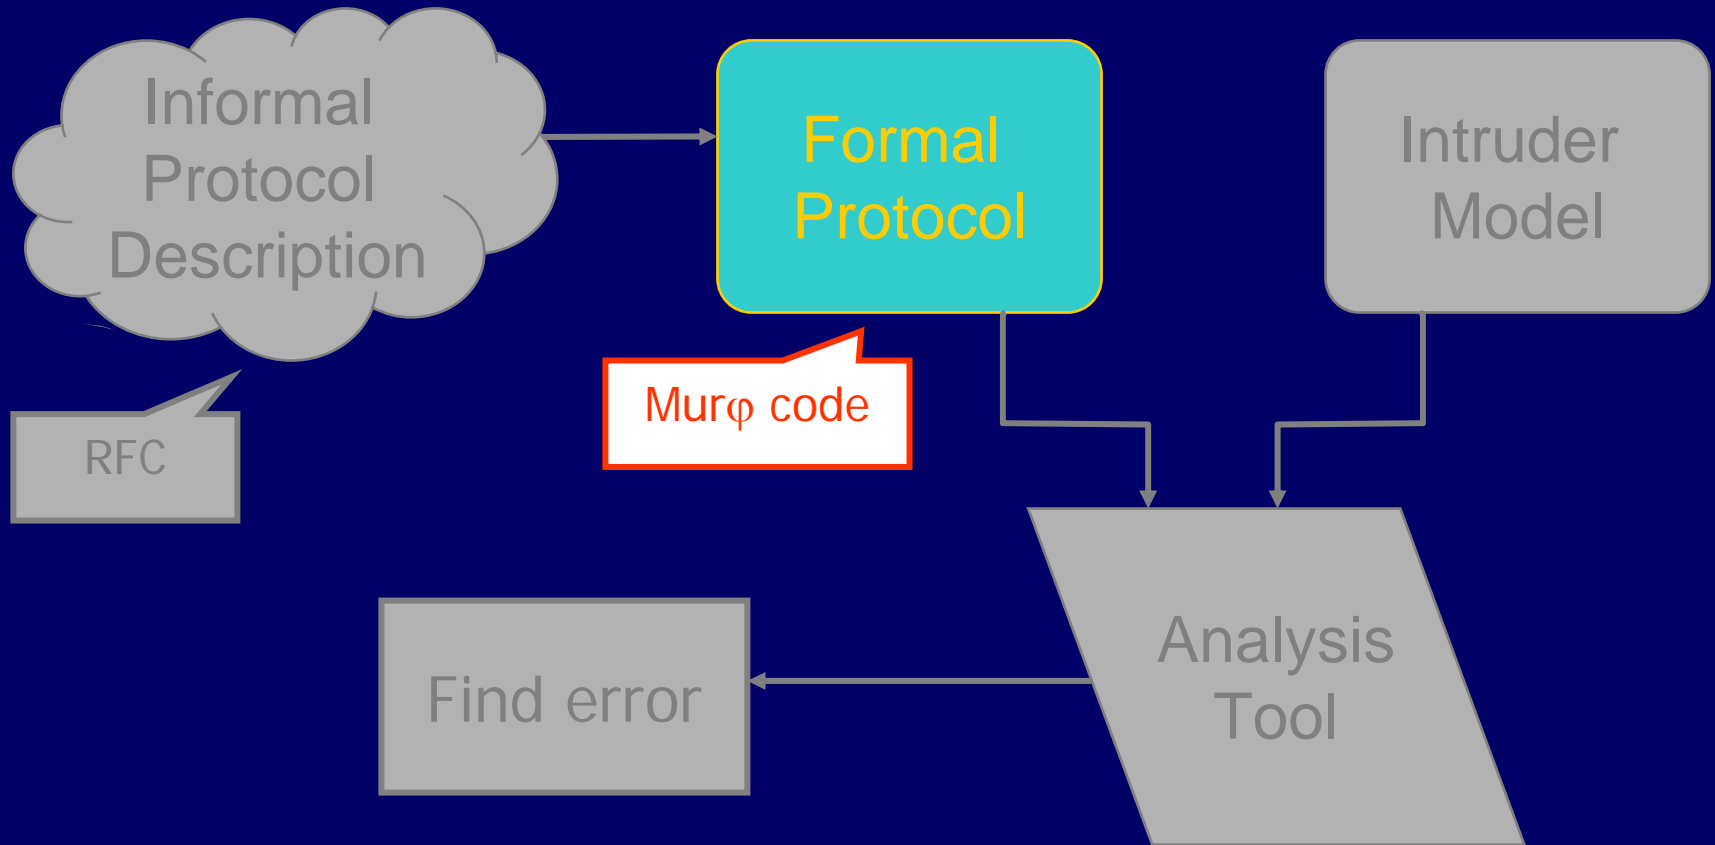 Informal
Protocol
Description
Formal
Protocol
Intruder
Model
Murφ code
RFC
Find error
Analysis
Tool